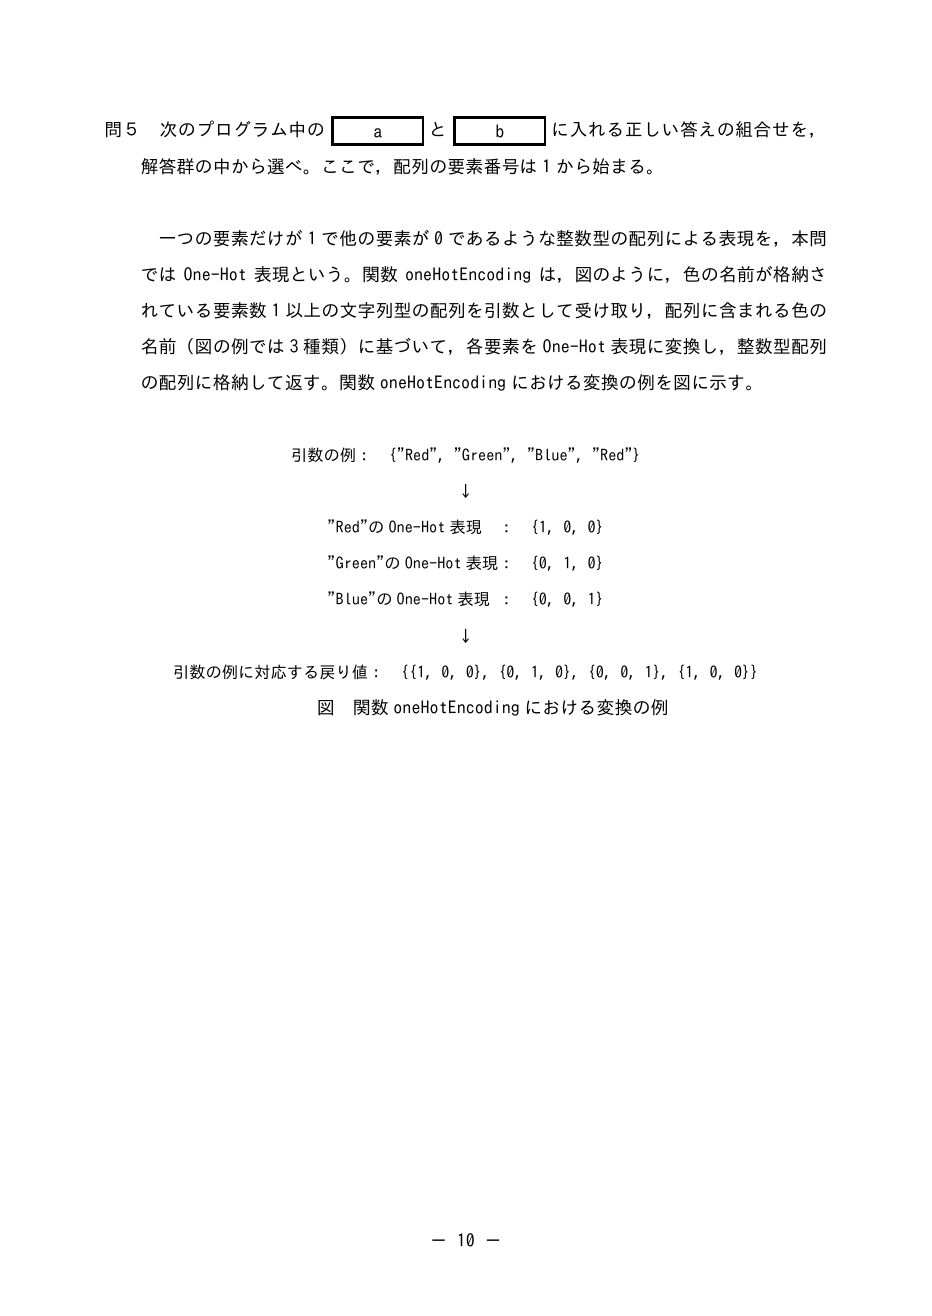 問５　次のプログラム中の a と b に入れる正しい答えの組合せを，
解答群の中から選べ。ここで，配列の要素番号は 1 から始まる。
一つの要素だけが 1 で他の要素が 0 であるような整数型の配列による表現を，本問
では One-Hot 表現という。関数 oneHotEncoding は，図のように，色の名前が格納さ
れている要素数 1 以上の文字列型の配列を引数として受け取り，配列に含まれる色の
名前（図の例では 3 種類）に基づいて，各要素を One-Hot 表現に変換し，整数型配列
の配列に格納して返す。関数 oneHotEncoding における変換の例を図に示す。
引数の例： {"Red", "Green", "Blue", "Red"}
↓
"Red"の One-Hot 表現 ： {1, 0, 0}
"Green"の One-Hot 表現： {0, 1, 0}
"Blue"の One-Hot 表現 ： {0, 0, 1}
↓
引数の例に対応する戻り値： {{1, 0, 0}, {0, 1, 0}, {0, 0, 1}, {1, 0, 0}}
図　関数 oneHotEncoding における変換の例
－ 10 －